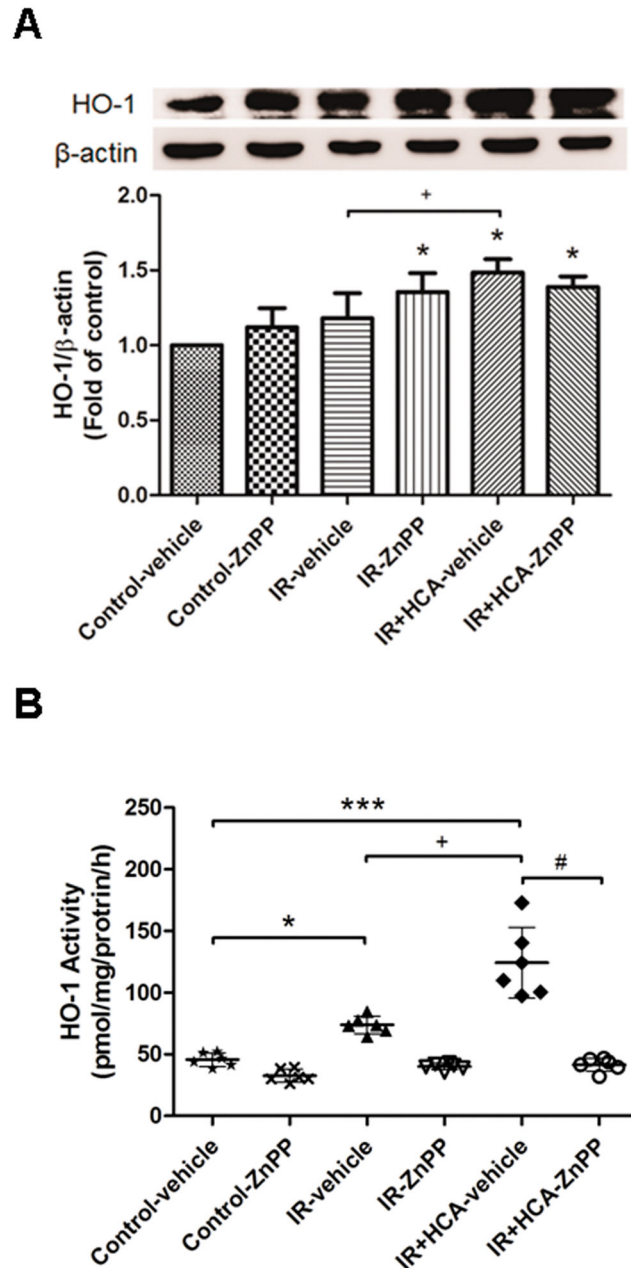 A
HO-1
β-actin
+
2.0
* * *
1.5
1.0
0.5
0.0
HO-1/β-actin
(Fold of control)
Control-vehicle
Control-ZnPP
IR-vehicle
IR-ZnPP
IR+HCA-vehicle
IR+HCA-ZnPP
B
***
+
#
*
250
200
150
100
50
0
HO-1 Activity
(pmol/mg/protrin/h)
Control-vehicle
Control-ZnPP
IR-vehicle
IR-ZnPP
IR+HCA-vehicle
IR+HCA-ZnPP